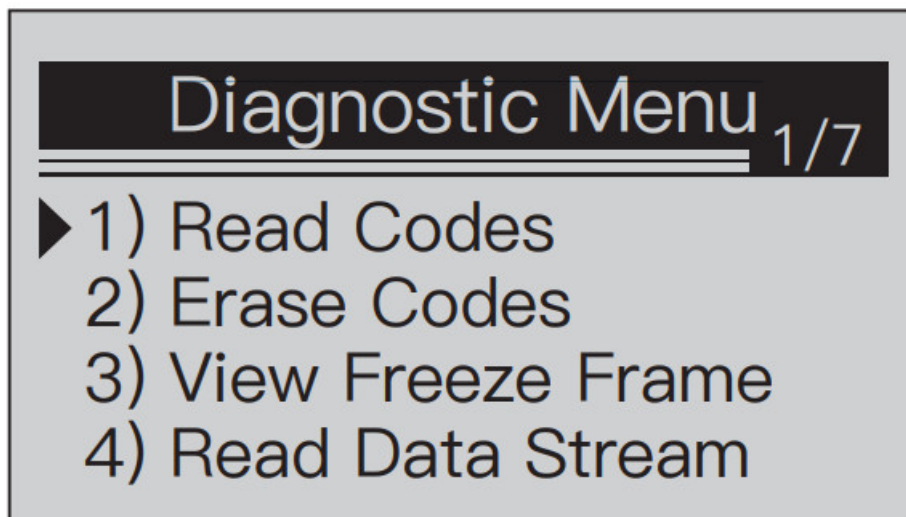 Diagnostic Menu
1/7
1) Read Codes
2) Erase Codes
3) View Freeze Frame
4) Read Data Stream